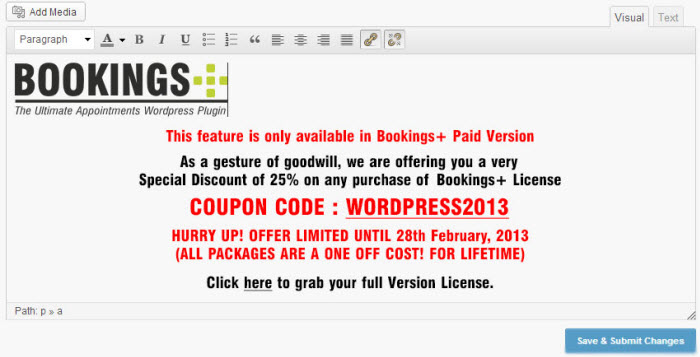 Add Media
Visual Text
Paragraph A B I U
BOOKINGS+
The Ultimate Appointments Wordpress Plugin
This feature is only available in Bookings+ Paid Version
As a gesture of goodwill, we are offering you a very
Special Discount of 25% on any purchase of Bookings+ License
COUPON CODE : WORDPRESS2013
HURRY UP! OFFER LIMITED UNTIL 28th February, 2013
(ALL PACKAGES ARE A ONE OFF COST! FOR LIFETIME)
Click here to grab your full Version License.
Path: p » a
Save & Submit Changes